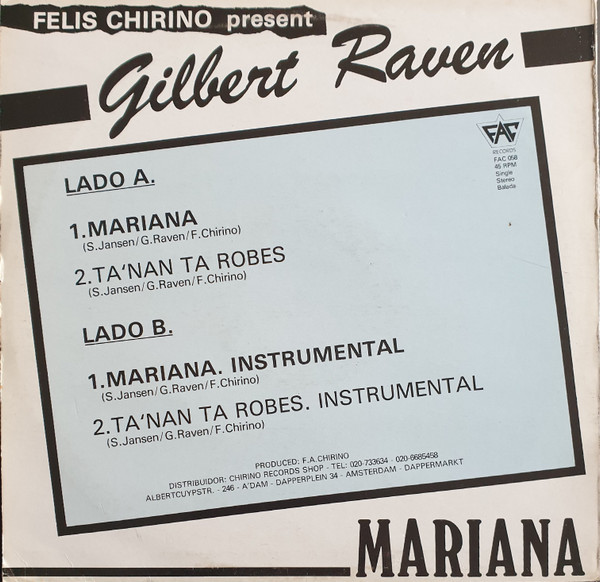 FELIS CHIRINO present
Gilbert Raven
FAC
RECORDS
FAC 058
45 RPM
Single
Stereo
Balada
LADO A.
1.MARIANA
(S.Jansen/G.Raven/F.Chirino)
2.TA'NAN TA ROBES
(S.Jansen/G.Raven/F.Chirino)
LADO B.
1.MARIANA. INSTRUMENTAL
(S.Jansen/G.Raven/F.Chirino)
2.TA'NAN TA ROBES. INSTRUMENTAL
(S.Jansen/G.Raven/F.Chirino)
PRODUCED: F.A.CHIRINO
DISTRIBUIDOR: CHIRINO RECORDS SHOP - TEL: 020-733634 - 020-6685458
ALBERTCUYPSTR. - 246 - A'DAM - DAPPERPLEIN 34 - AMSTERDAM - DAPPERMARKT
MARIANA